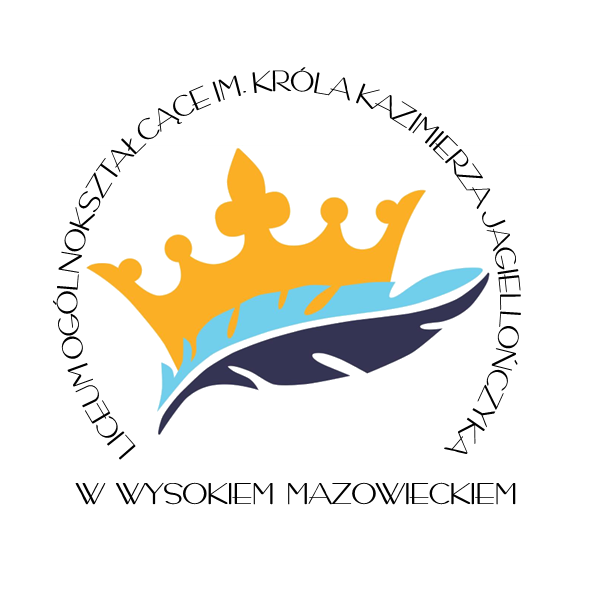 LICEUM OGÓLNOKSZTAŁCĄCE IM. KRÓLA KAZIMIERZA JAGIELLOŃCZYKA
W WYSOKIEM MAZOWIECKIEM